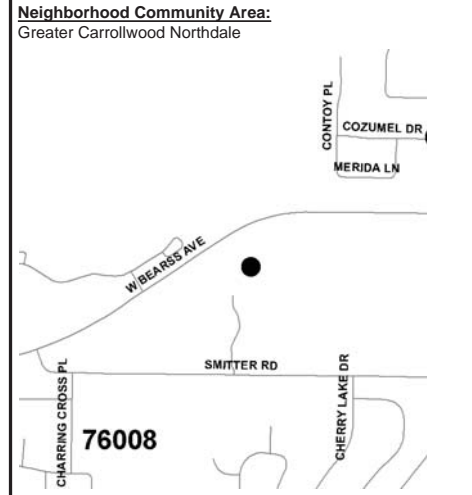 Neighborhood Community Area:
Greater Carrollwood Northdale
CONTOY PL
COZUMEL DR
MERIDA LN
W BEARSS AVE
SMITTER RD
CHARRING CROSS PL
76008
CHERRY LAKE DR